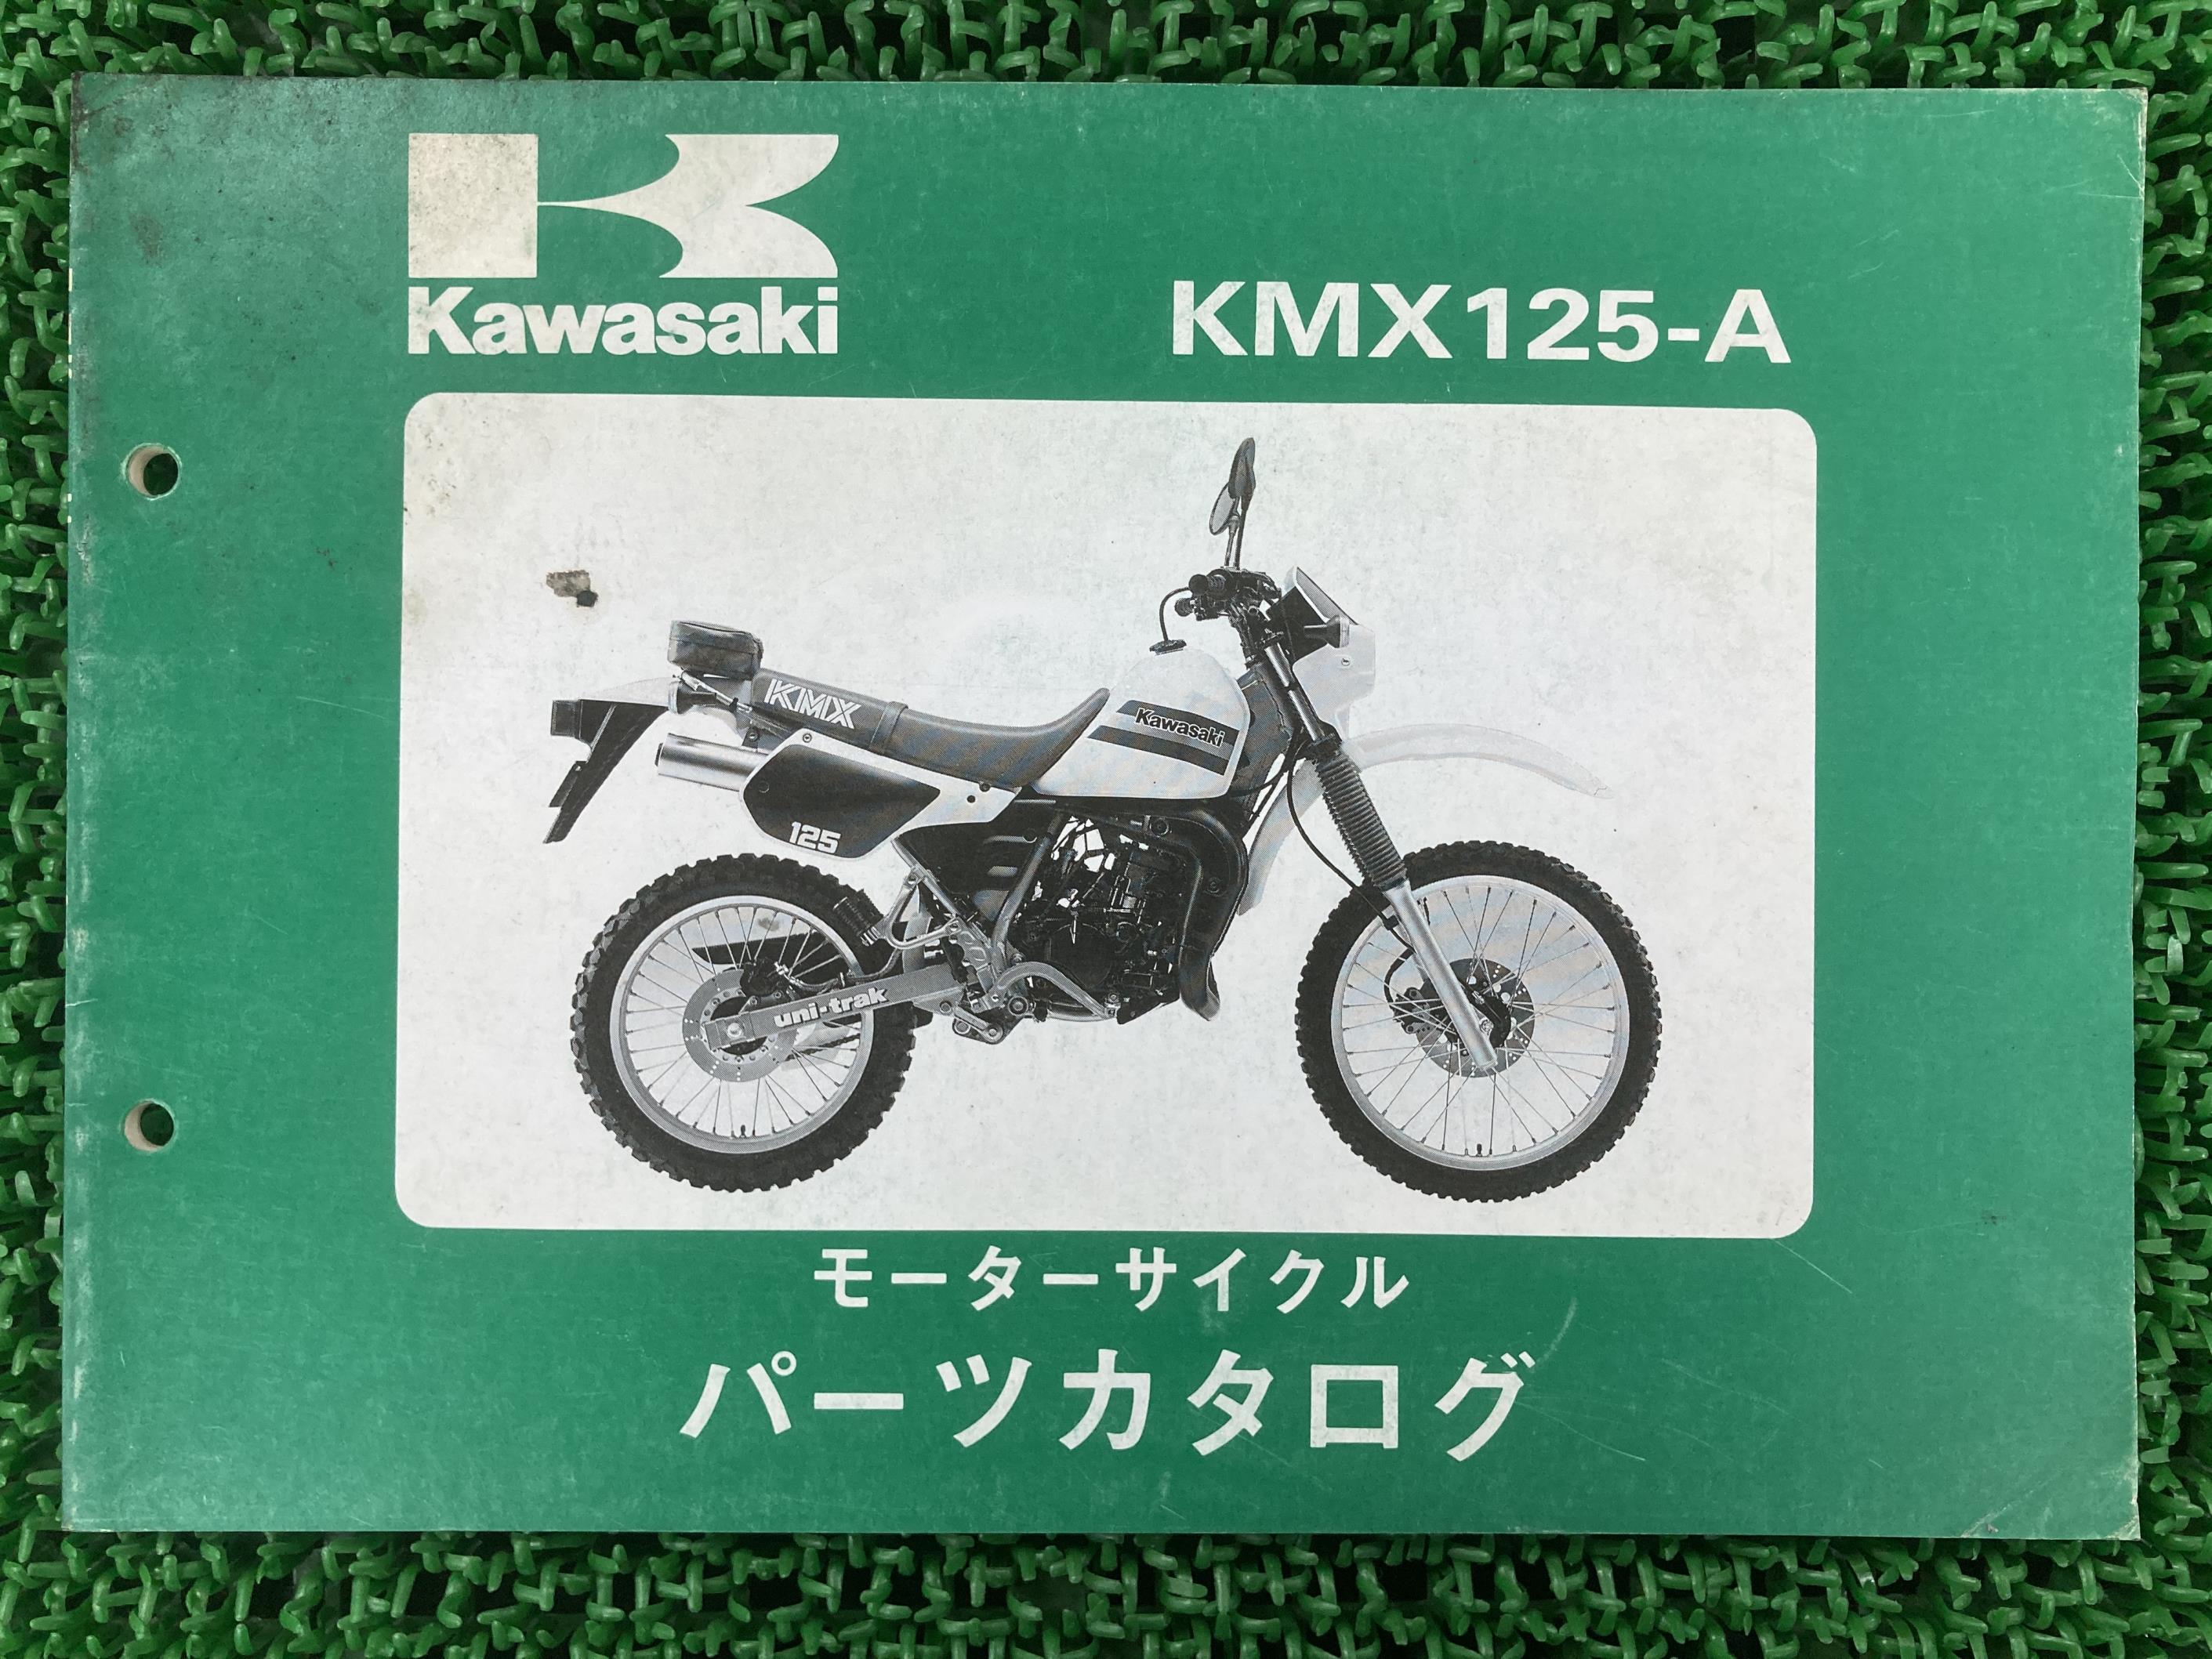 Kawasaki
KMX125-A
KMX
Kawasaki
125
uni-trak
モーターサイクル
パーツカタログ